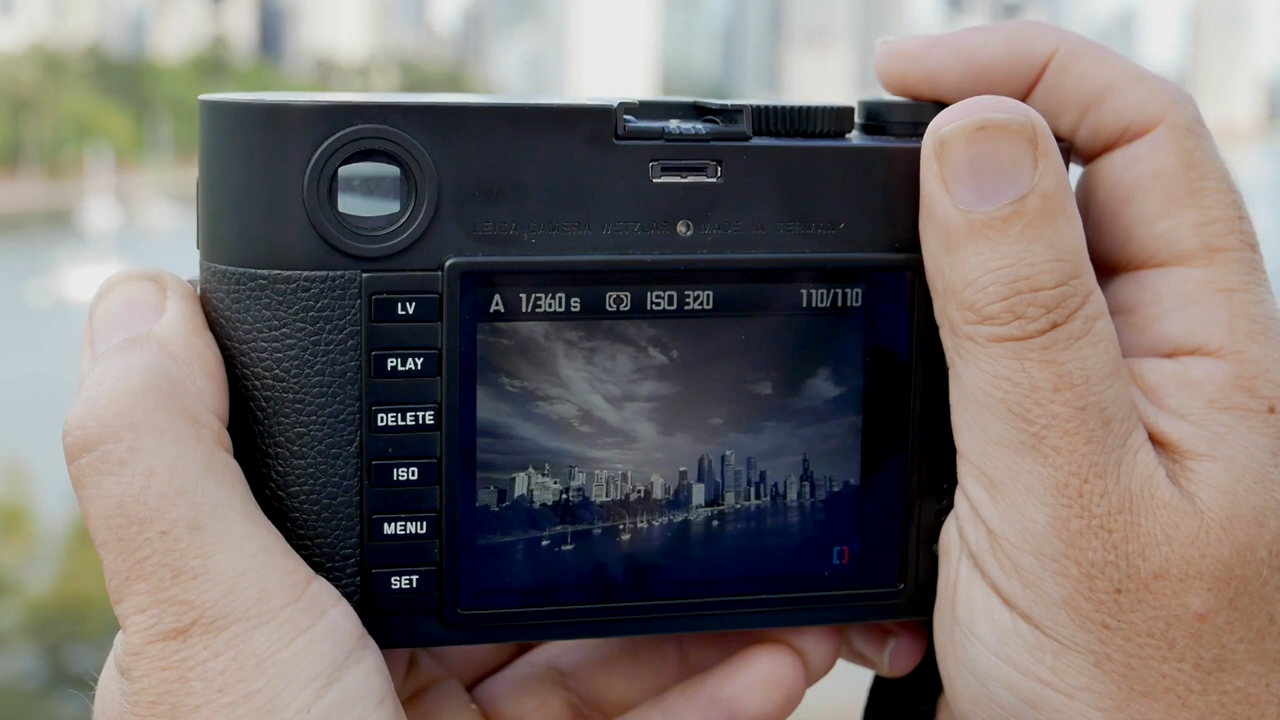 LEICA CAMERA WETZLAR MADE IN GERMANY
A 1/360 s ISO 320 110/110
LV
PLAY
DELETE
ISO
MENU
SET